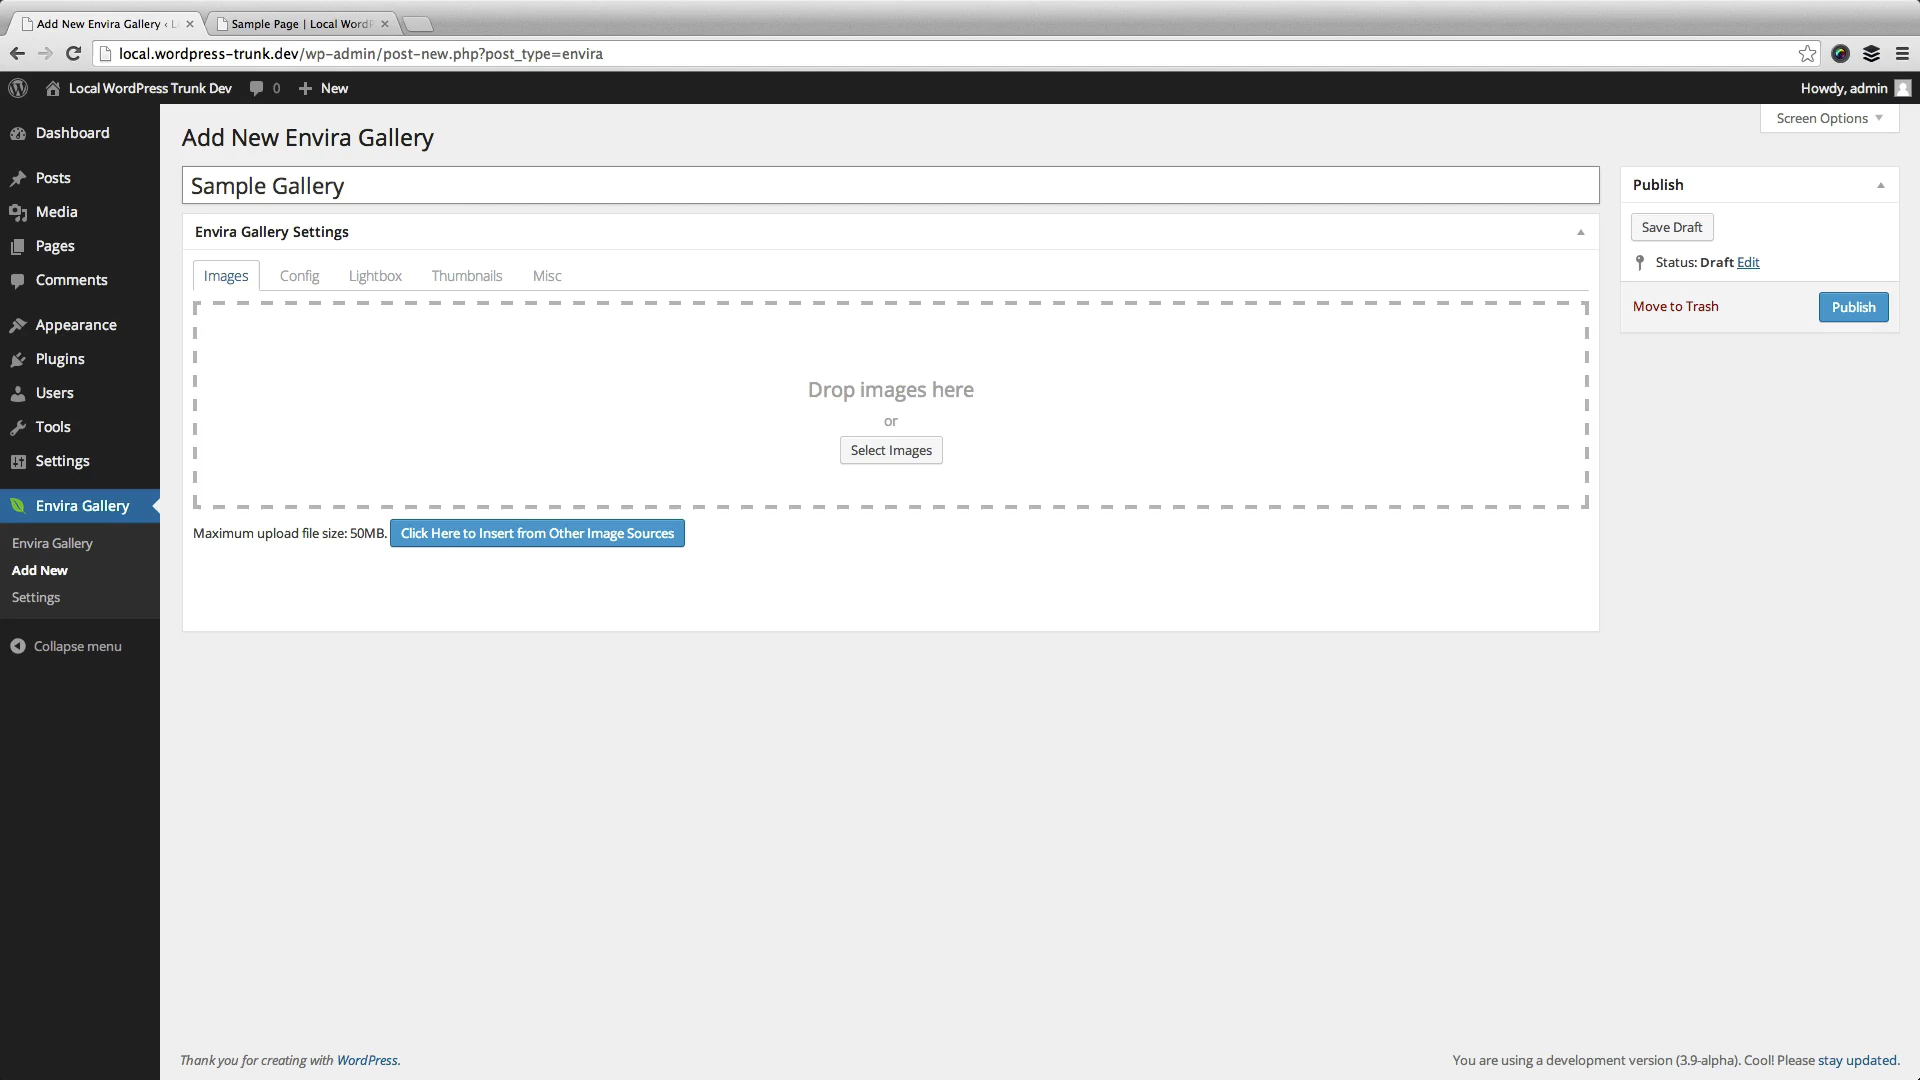 Add New Envira Gallery ‹ L
Sample Page | Local WordP
local.wordpress-trunk.dev/wp-admin/post-new.php?post_type=envira
Local WordPress Trunk Dev 0 New
Howdy, admin
Screen Options
Dashboard
Posts
Media
Pages
Comments
Appearance
Plugins
Users
Tools
Settings
Envira Gallery
Envira Gallery
Add New
Settings
Collapse menu
Add New Envira Gallery
Sample Gallery
Envira Gallery Settings
Images Config Lightbox Thumbnails Misc
Drop images here
or
Select Images
Maximum upload file size: 50MB. Click Here to Insert from Other Image Sources
Publish
Save Draft
Status: Draft Edit
Move to Trash Publish
Thank you for creating with WordPress.
You are using a development version (3.9-alpha). Cool! Please stay updated.